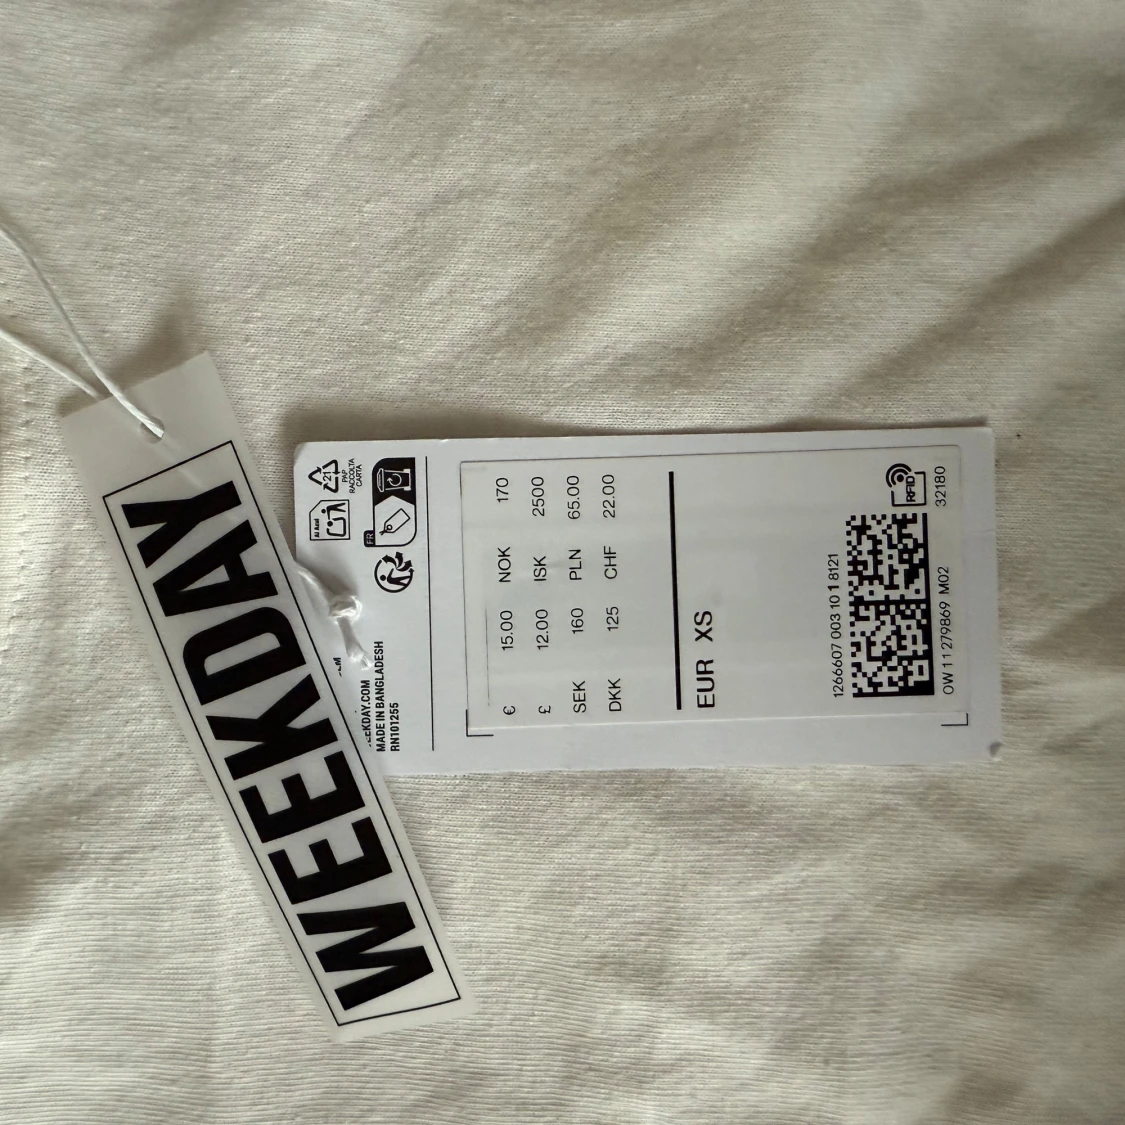 WEEKDAY
21
PAP
RACCOLTA
CARTA
FR
MADE IN BANGLADESH
RN101255
€ 15.00 NOK 170
£ 12.00 ISK 2500
SEK 160 PLN 65.00
DKK 125 CHF 22.00
EUR XS
1266607 003 10 1 8121
RFID
OW 1 1 279869 M02 32180